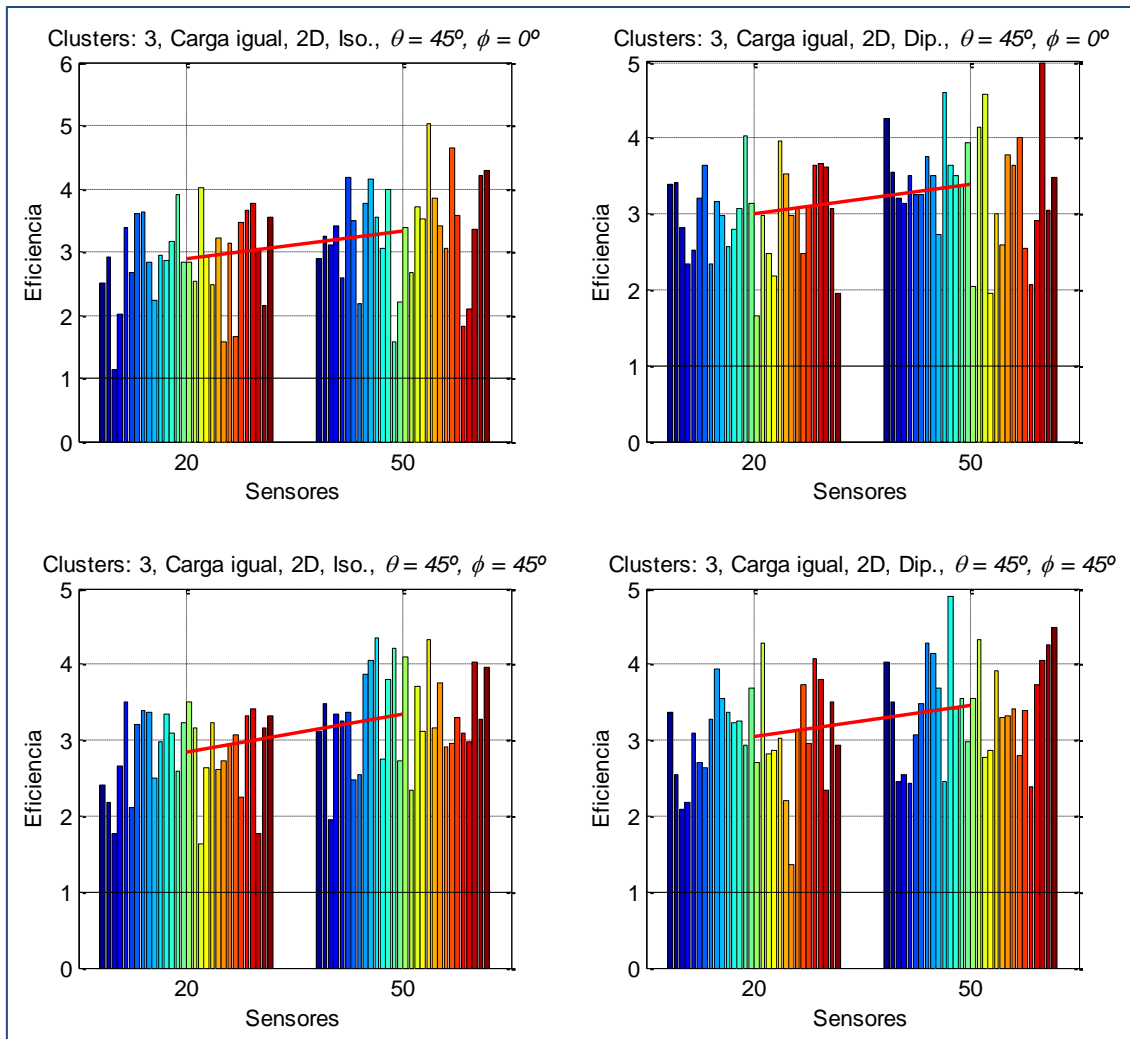 Clusters: 3, Carga igual, 2D, Iso., θ = 45º, ϕ = 0º
6
5
4
3
2
1
0
Eficiencia
20 50
Sensores
Clusters: 3, Carga igual, 2D, Dip., θ = 45º, ϕ = 0º
5
4
3
2
1
0
Eficiencia
20 50
Sensores
Clusters: 3, Carga igual, 2D, Iso., θ = 45º, ϕ = 45º
5
4
3
2
1
0
Eficiencia
20 50
Sensores
Clusters: 3, Carga igual, 2D, Dip., θ = 45º, ϕ = 45º
5
4
3
2
1
0
Eficiencia
20 50
Sensores